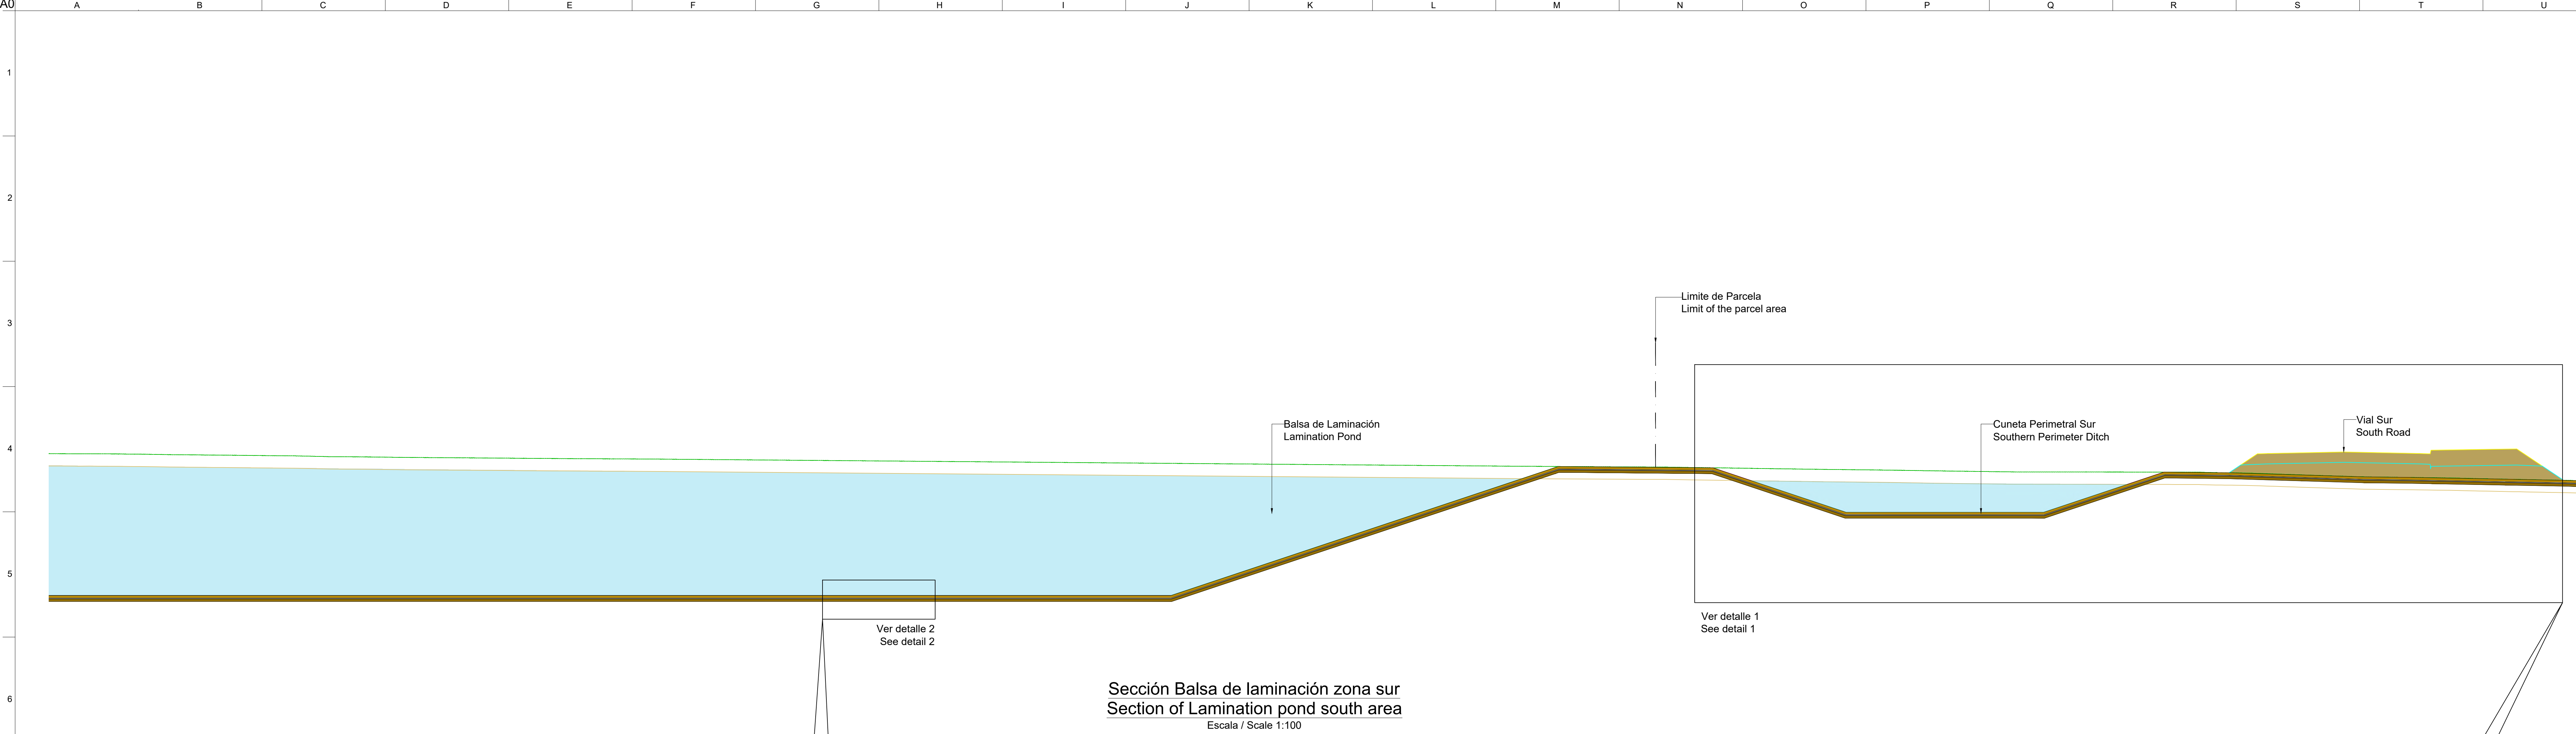 A0 A B C D E F G H I J K L M N O P Q R S T U
1
2
3
4
5
6
Limite de Parcela
Limit of the parcel area
Balsa de Laminación
Lamination Pond
Cuneta Perimetral Sur
Southern Perimeter Ditch
Vial Sur
South Road
Ver detalle 2
See detail 2
Ver detalle 1
See detail 1
Sección Balsa de laminación zona sur
Section of Lamination pond south area
Escala / Scale 1:100